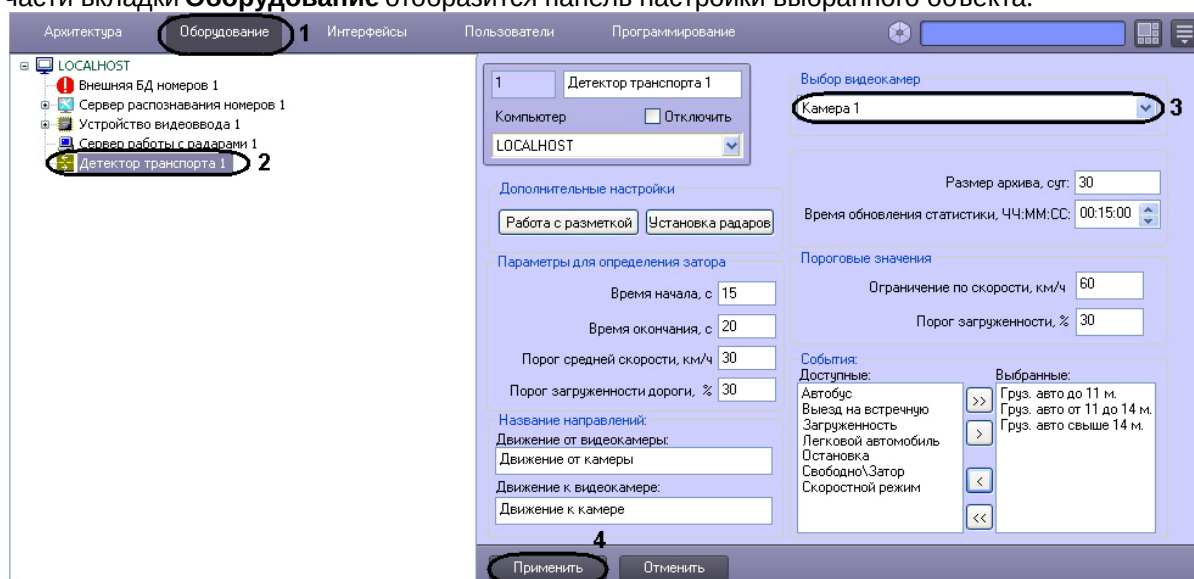 части вкладки Оборудование отобразится панель настройки выбранного объекта.
Архитектура Оборудование 1 Интерфейсы Пользователи Программирование
LOCALHOST
Внешняя БД номеров 1
Сервер распознавания номеров 1
Устройство видеоввода 1
Сервер работы с радарами 1
Детектор транспорта 1 2
1 Детектор транспорта 1
Компьютер Отключить
LOCALHOST
Выбор видеокамер
Камера 1 3
Дополнительные настройки
Работа с разметкой Установка радаров
Размер архива, сут: 30
Время обновления статистики, ЧЧ:ММ:СС: 00:15:00
Параметры для определения затора
Время начала, с 15
Время окончания, с 20
Порог средней скорости, км/ч 30
Порог загруженности дороги, % 30
Пороговые значения
Ограничение по скорости, км/ч 60
Порог загруженности, % 30
Название направлений:
Движение от видеокамеры:
Движение от камеры
Движение к видеокамере:
Движение к камере
События:
Доступные: Выбранные:
Автобус
Выезд на встречную
Загруженность
Легковой автомобиль
Остановка
Свободно\Затор
Скоростной режим
>>
>
<
<<
Груз. авто до 11 м.
Груз. авто от 11 до 14 м.
Груз. авто свыше 14 м.
4
Применить Отменить